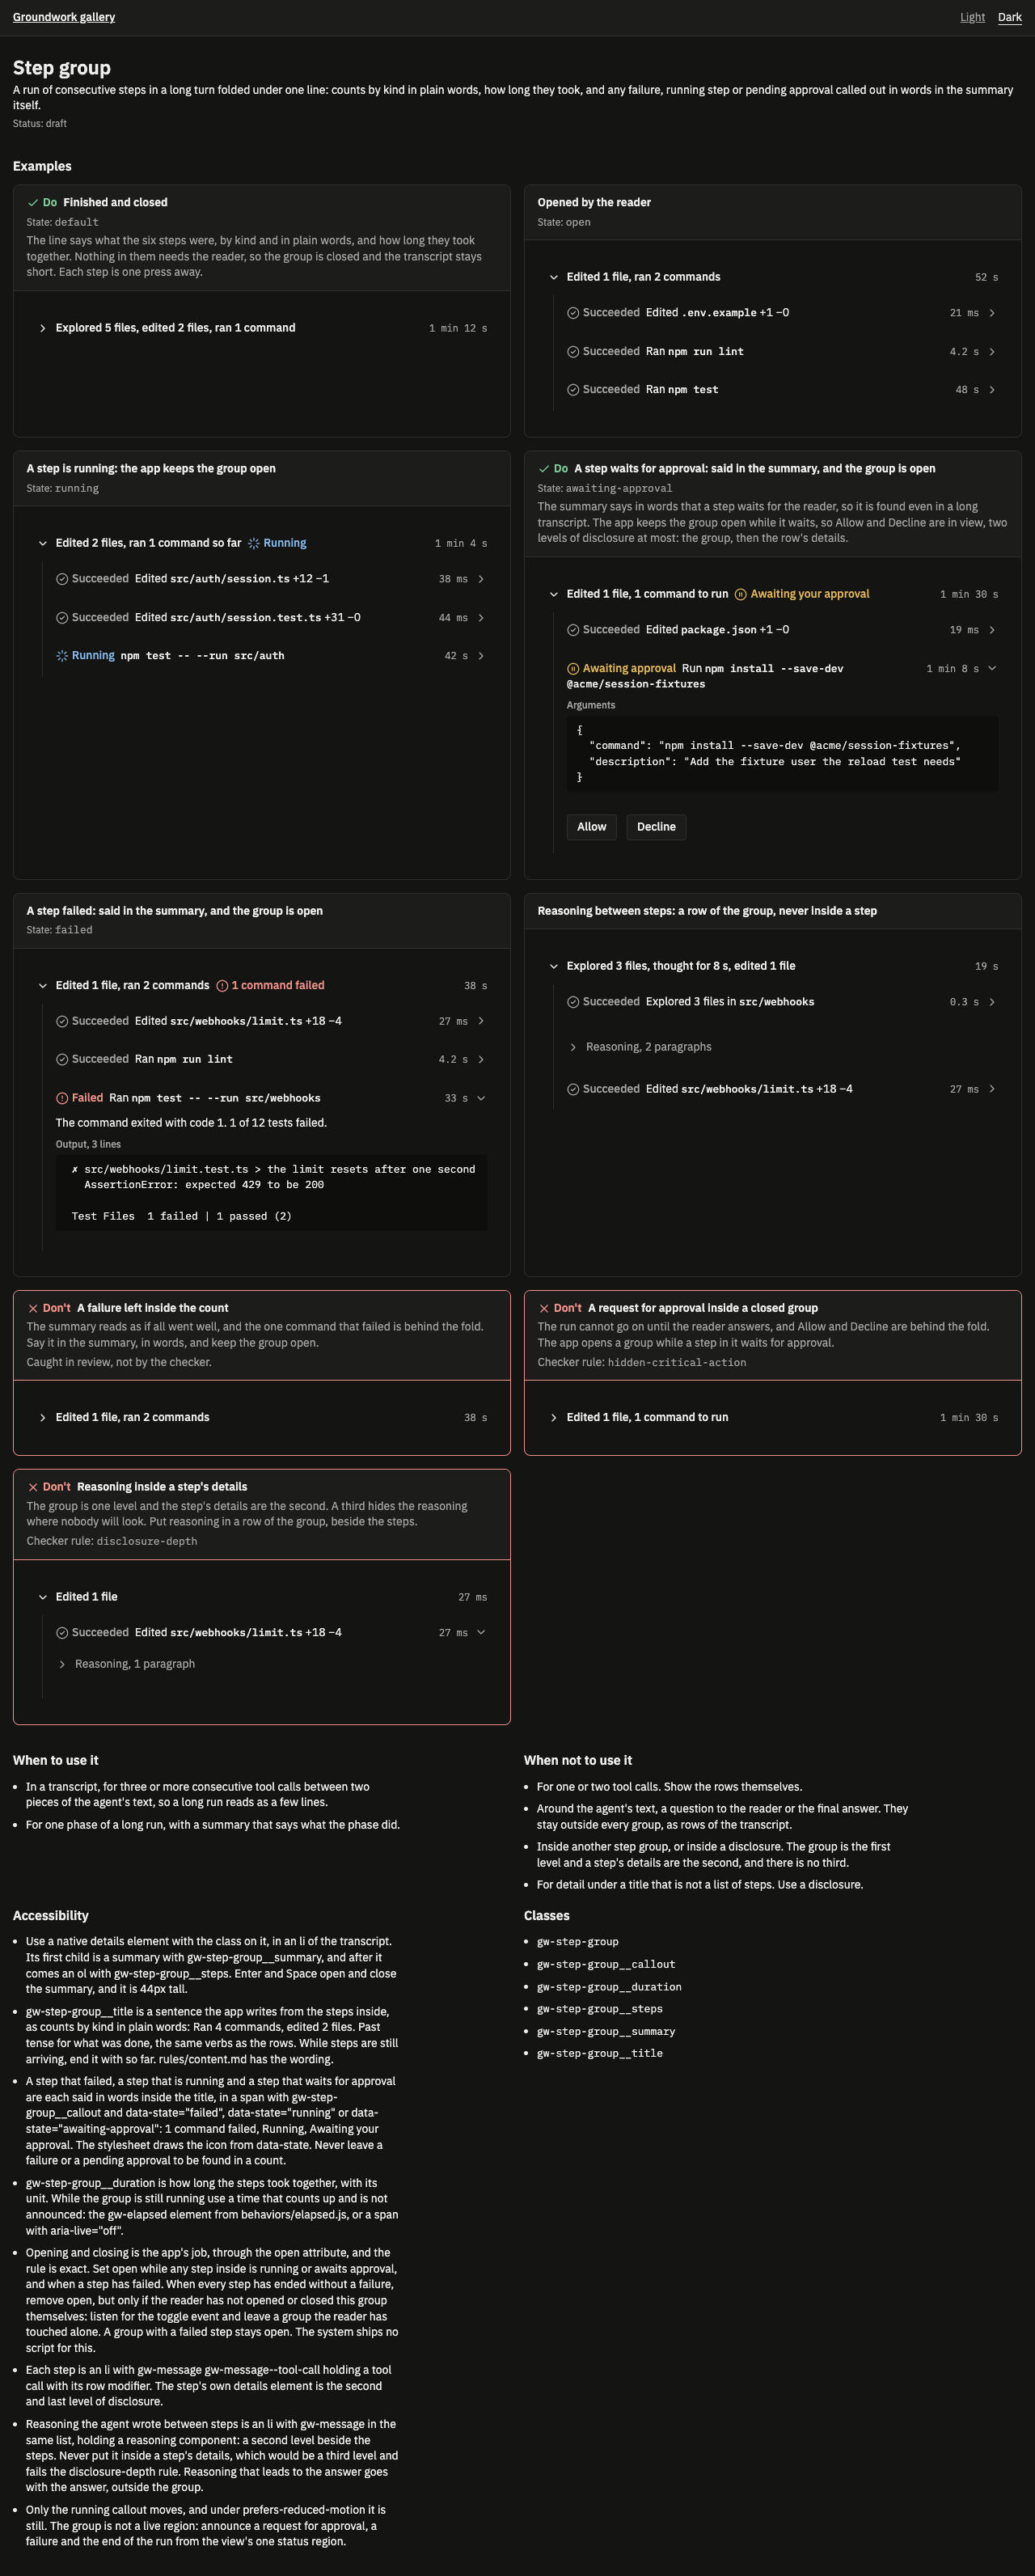 Groundwork gallery
Light Dark
Step group
A run of consecutive steps in a long turn folded under one line: counts by kind in plain words, how long they took, and any failure, running step or pending approval called out in words in the summary
itself.
Status: draft
Examples
Do Finished and closed
State: default
The line says what the six steps were, by kind and in plain words, and how long they took
together. Nothing in them needs the reader, so the group is closed and the transcript stays
short. Each step is one press away.
Explored 5 files, edited 2 files, ran 1 command 1 min 12 s
Opened by the reader
State: open
Edited 1 file, ran 2 commands 52 s
Succeeded Edited .env.example +1 −0 21 ms
Succeeded Ran npm run lint 4.2 s
Succeeded Ran npm test 48 s
A step is running: the app keeps the group open
State: running
Edited 2 files, ran 1 command so far Running 1 min 4 s
Succeeded Edited src/auth/session.ts +12 −1 38 ms
Succeeded Edited src/auth/session.test.ts +31 −0 44 ms
Running npm test -- --run src/auth 42 s
Do A step waits for approval: said in the summary, and the group is open
State: awaiting-approval
The summary says in words that a step waits for the reader, so it is found even in a long
transcript. The app keeps the group open while it waits, so Allow and Decline are in view, two
levels of disclosure at most: the group, then the row's details.
Edited 1 file, 1 command to run Awaiting your approval 1 min 30 s
Succeeded Edited package.json +1 −0 19 ms
Awaiting approval Run npm install --save-dev 1 min 8 s
@acme/session-fixtures
Arguments
{
"command": "npm install --save-dev @acme/session-fixtures",
"description": "Add the fixture user the reload test needs"
}
Allow Decline
A step failed: said in the summary, and the group is open
State: failed
Edited 1 file, ran 2 commands 1 command failed 38 s
Succeeded Edited src/webhooks/limit.ts +18 −4 27 ms
Succeeded Ran npm run lint 4.2 s
Failed Ran npm test -- --run src/webhooks 33 s
The command exited with code 1. 1 of 12 tests failed.
Output, 3 lines
✗ src/webhooks/limit.test.ts > the limit resets after one second
AssertionError: expected 429 to be 200
Test Files 1 failed | 1 passed (2)
Reasoning between steps: a row of the group, never inside a step
Explored 3 files, thought for 8 s, edited 1 file 19 s
Succeeded Explored 3 files in src/webhooks 0.3 s
Reasoning, 2 paragraphs
Succeeded Edited src/webhooks/limit.ts +18 −4 27 ms
Don't A failure left inside the count
The summary reads as if all went well, and the one command that failed is behind the fold.
Say it in the summary, in words, and keep the group open.
Caught in review, not by the checker.
Edited 1 file, ran 2 commands 38 s
Don't A request for approval inside a closed group
The run cannot go on until the reader answers, and Allow and Decline are behind the fold.
The app opens a group while a step in it waits for approval.
Checker rule: hidden-critical-action
Edited 1 file, 1 command to run 1 min 30 s
Don't Reasoning inside a step's details
The group is one level and the step's details are the second. A third hides the reasoning
where nobody will look. Put reasoning in a row of the group, beside the steps.
Checker rule: disclosure-depth
Edited 1 file 27 ms
Succeeded Edited src/webhooks/limit.ts +18 −4 27 ms
Reasoning, 1 paragraph
When to use it
In a transcript, for three or more consecutive tool calls between two
pieces of the agent's text, so a long run reads as a few lines.
For one phase of a long run, with a summary that says what the phase did.
When not to use it
For one or two tool calls. Show the rows themselves.
Around the agent's text, a question to the reader or the final answer. They
stay outside every group, as rows of the transcript.
Inside another step group, or inside a disclosure. The group is the first
level and a step's details are the second, and there is no third.
For detail under a title that is not a list of steps. Use a disclosure.
Accessibility
Use a native details element with the class on it, in an li of the transcript.
Its first child is a summary with gw-step-group__summary, and after it
comes an ol with gw-step-group__steps. Enter and Space open and close
the summary, and it is 44px tall.
gw-step-group__title is a sentence the app writes from the steps inside,
as counts by kind in plain words: Ran 4 commands, edited 2 files. Past
tense for what was done, the same verbs as the rows. While steps are still
arriving, end it with so far. rules/content.md has the wording.
A step that failed, a step that is running and a step that waits for approval
are each said in words inside the title, in a span with gw-step-
group__callout and data-state="failed", data-state="running" or data-
state="awaiting-approval": 1 command failed, Running, Awaiting your
approval. The stylesheet draws the icon from data-state. Never leave a
failure or a pending approval to be found in a count.
gw-step-group__duration is how long the steps took together, with its
unit. While the group is still running use a time that counts up and is not
announced: the gw-elapsed element from behaviors/elapsed.js, or a span
with aria-live="off".
Opening and closing is the app's job, through the open attribute, and the
rule is exact. Set open while any step inside is running or awaits approval,
and when a step has failed. When every step has ended without a failure,
remove open, but only if the reader has not opened or closed this group
themselves: listen for the toggle event and leave a group the reader has
touched alone. A group with a failed step stays open. The system ships no
script for this.
Each step is an li with gw-message gw-message--tool-call holding a tool
call with its row modifier. The step's own details element is the second
and last level of disclosure.
Reasoning the agent wrote between steps is an li with gw-message in the
same list, holding a reasoning component: a second level beside the
steps. Never put it inside a step's details, which would be a third level and
fails the disclosure-depth rule. Reasoning that leads to the answer goes
with the answer, outside the group.
Only the running callout moves, and under prefers-reduced-motion it is
still. The group is not a live region: announce a request for approval, a
failure and the end of the run from the view's one status region.
Classes
gw-step-group
gw-step-group__callout
gw-step-group__duration
gw-step-group__steps
gw-step-group__summary
gw-step-group__title